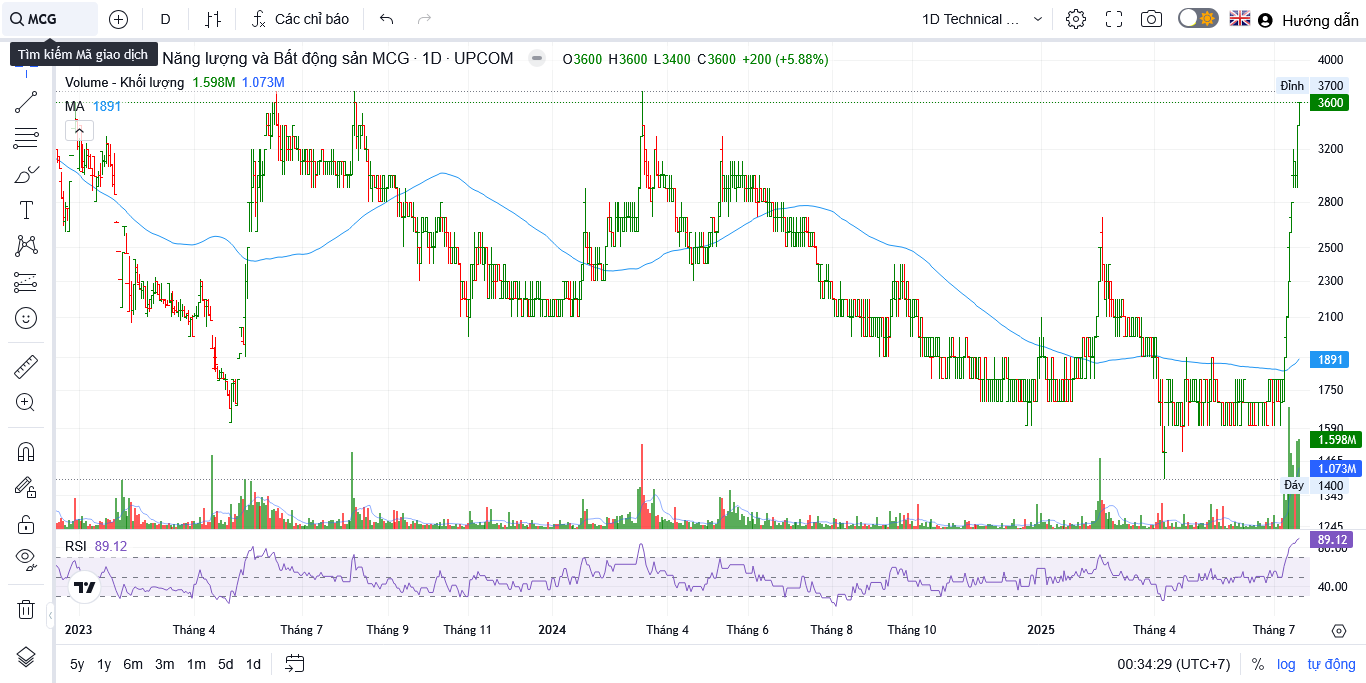 MCG D Các chỉ báo 1D Technical ... Hướng dẫn
Tìm kiếm Mã giao dịch Năng lượng và Bất động sản MCG · 1D · UPCOM O3600 H3600 L3400 C3600 +200 (+5.88%)
Volume - Khối lượng 1.598M 1.073M
MA 1891
4000
Đỉnh 3700
3600
3200
2800
2500
2300
2100
1891
1750
1590
1.598M
1465
1.073M
Đáy 1400
1345
1245
RSI 89.12
89.12
80.00
40.00
2023 Tháng 4 Tháng 7 Tháng 9 Tháng 11 2024 Tháng 4 Tháng 6 Tháng 8 Tháng 10 2025 Tháng 4 Tháng 7
5y 1y 6m 3m 1m 5d 1d 00:34:29 (UTC+7) % log tự động